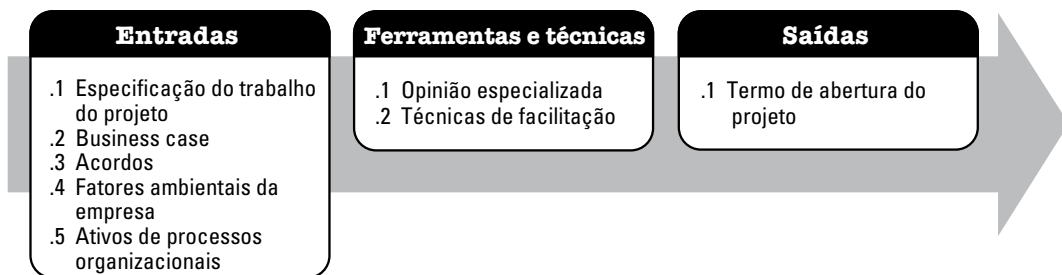 Entradas
.1 Especificação do trabalho
do projeto
.2 Business case
.3 Acordos
.4 Fatores ambientais da
empresa
.5 Ativos de processos
organizacionais
Ferramentas e técnicas
.1 Opinião especializada
.2 Técnicas de facilitação
Saídas
.1 Termo de abertura do
projeto